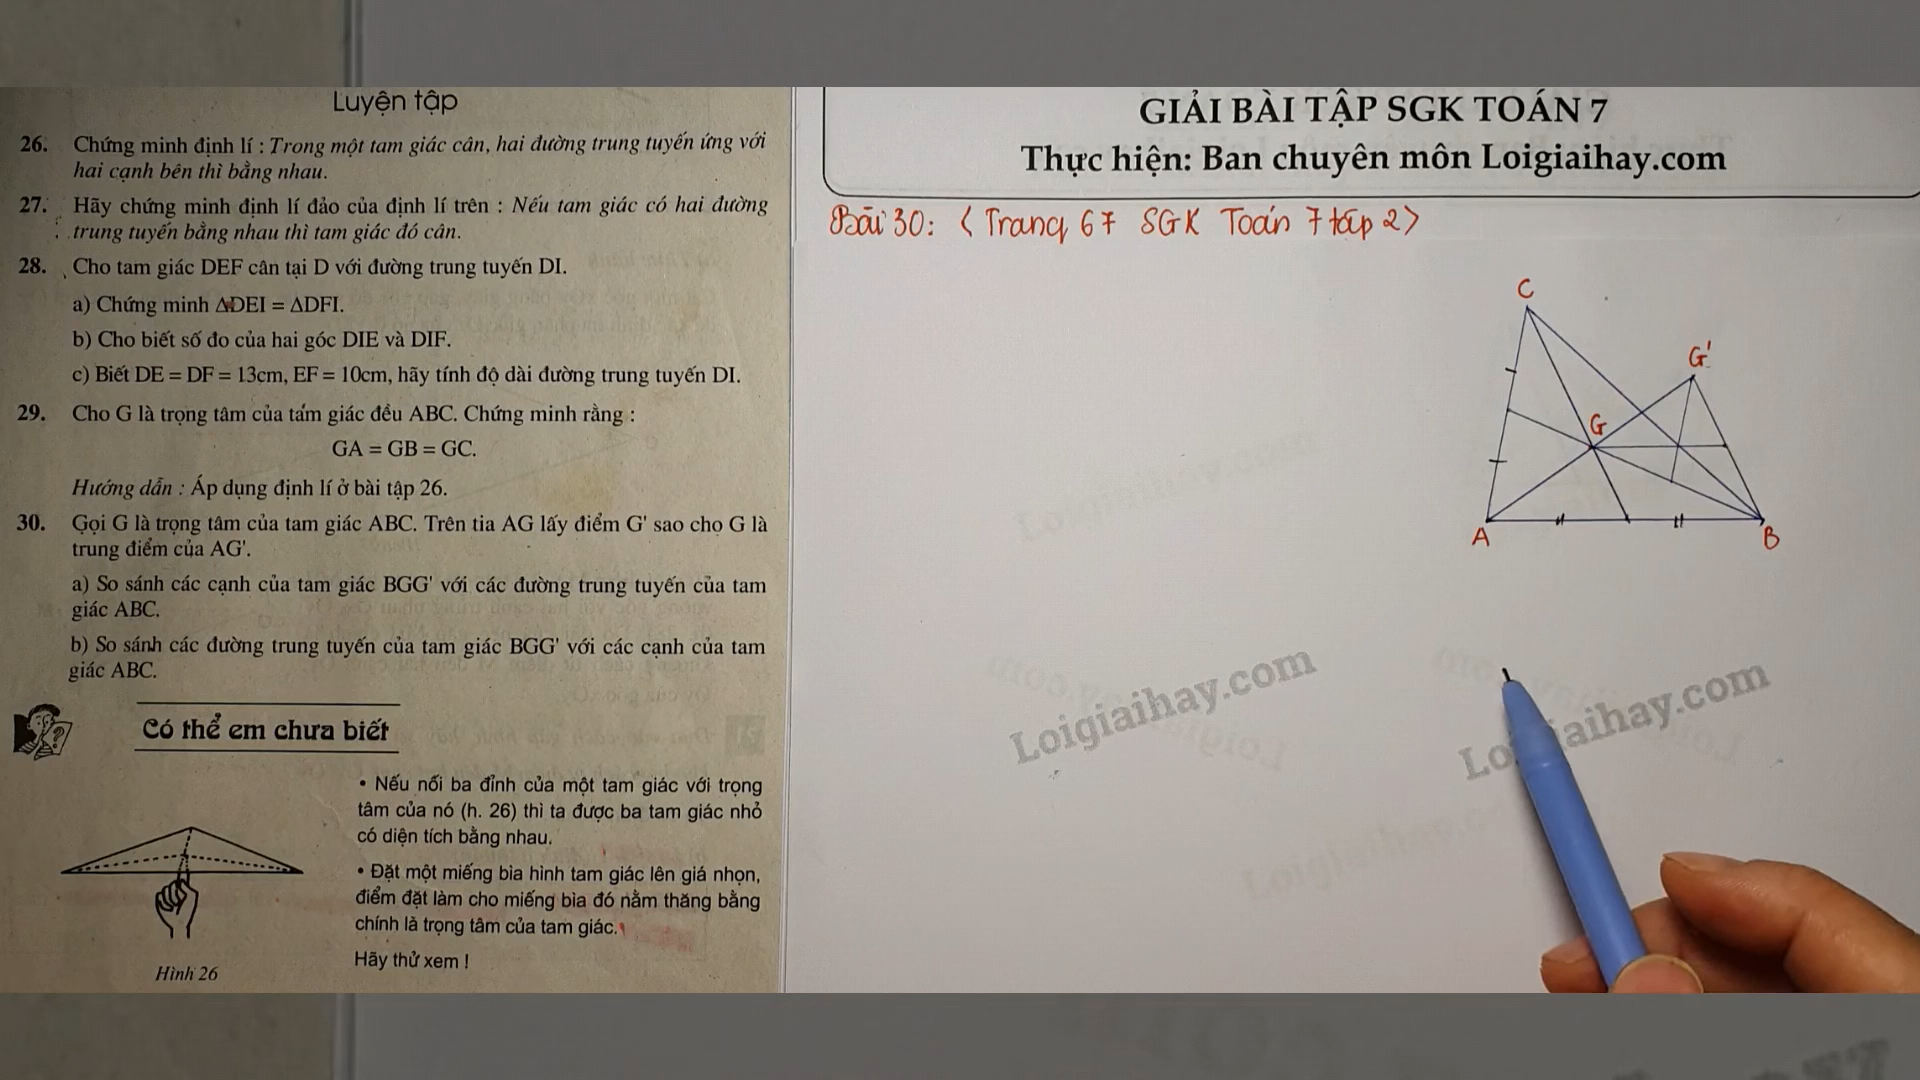 Luyện tập
26. Chứng minh định lí : Trong một tam giác cân, hai đường trung tuyến ứng với
hai cạnh bên thì bằng nhau.
27. Hãy chứng minh định lí đảo của định lí trên : Nếu tam giác có hai đường
trung tuyến bằng nhau thì tam giác đó cân.
28. Cho tam giác DEF cân tại D với đường trung tuyến DI.
a) Chứng minh ΔDEI = ΔDFI.
b) Cho biết số đo của hai góc DIE và DIF.
c) Biết DE = DF = 13cm, EF = 10cm, hãy tính độ dài đường trung tuyến DI.
29. Cho G là trọng tâm của tam giác đều ABC. Chứng minh rằng :
GA = GB = GC.
Hướng dẫn : Áp dụng định lí ở bài tập 26.
30. Gọi G là trọng tâm của tam giác ABC. Trên tia AG lấy điểm G' sao cho G là
trung điểm của AG'.
a) So sánh các cạnh của tam giác BGG' với các đường trung tuyến của tam
giác ABC.
b) So sánh các đường trung tuyến của tam giác BGG' với các cạnh của tam
giác ABC.
Có thể em chưa biết
• Nếu nối ba đỉnh của một tam giác với trọng
tâm của nó (h. 26) thì ta được ba tam giác nhỏ
có diện tích bằng nhau.
• Đặt một miếng bìa hình tam giác lên giá nhọn,
điểm đặt làm cho miếng bìa đó nằm thăng bằng
chính là trọng tâm của tam giác.
Hãy thử xem !
Hình 26
GIẢI BÀI TẬP SGK TOÁN 7
Thực hiện: Ban chuyên môn Loigiaihay.com
Bài 30: < Trang 67 SGK Toán 7 tập 2 >
C
G'
G
A
B
Loigiaihay.com
Loigiaihay.com